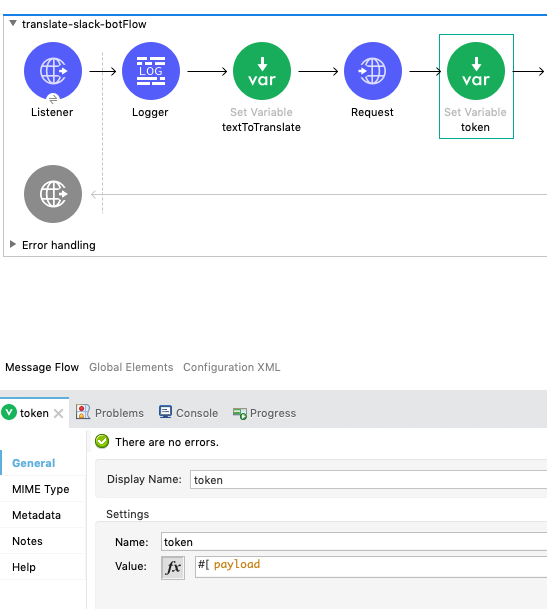 translate-slack-botFlow
LOG
var
var
Listener
Logger
Set Variable
textToTranslate
Request
Set Variable
token
Error handling
Message Flow Global Elements Configuration XML
token Problems Console Progress
There are no errors.
General
MIME Type
Metadata
Notes
Help
Display Name: token
Settings
Name: token
Value: fx #[ payload